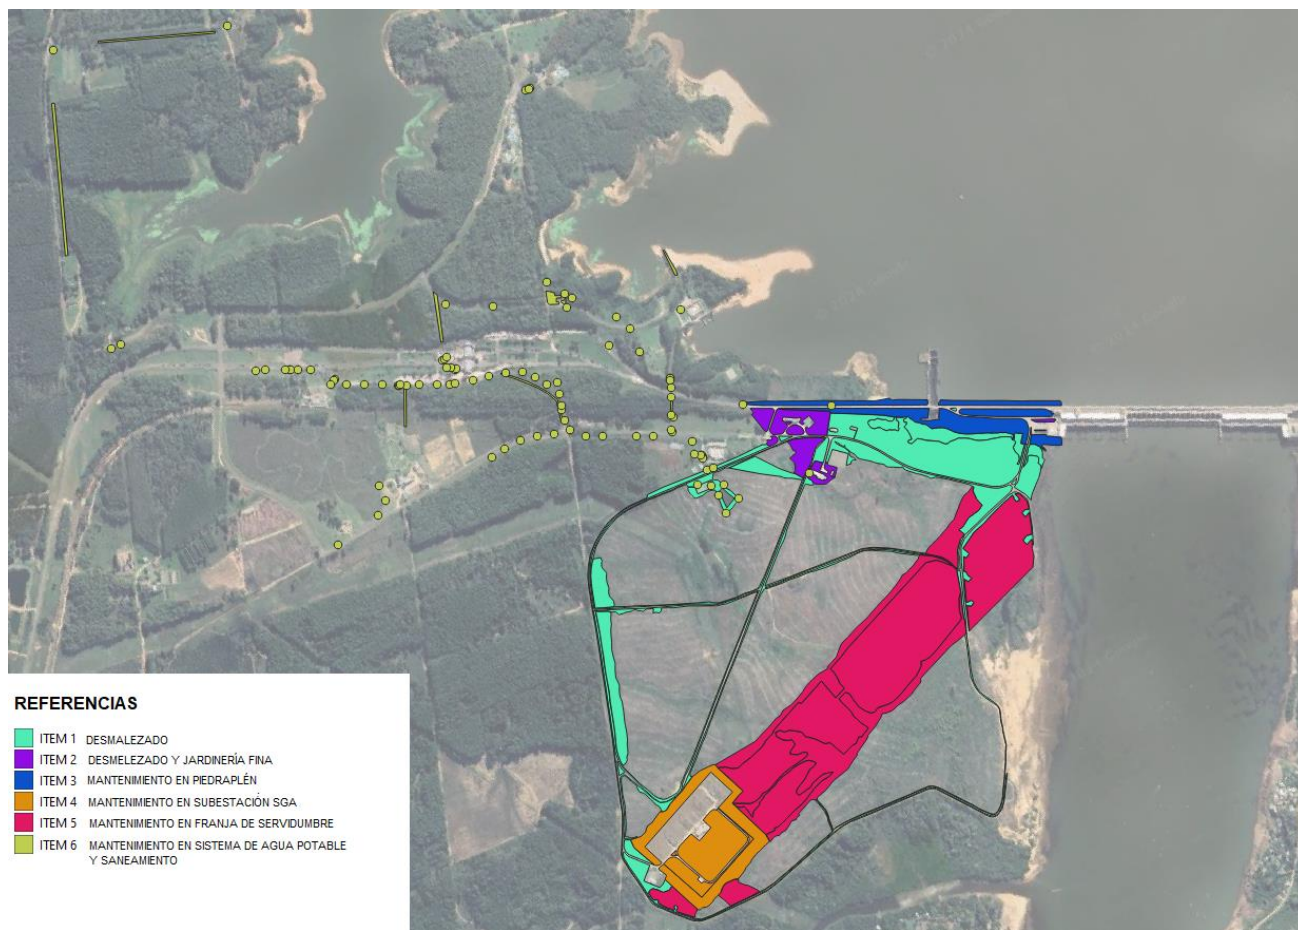 REFERENCIAS
ITEM 1 DESMALEZADO
ITEM 2 DESMELEZADO Y JARDINERÍA FINA
ITEM 3 MANTENIMIENTO EN PIEDRAPLÉN
ITEM 4 MANTENIMIENTO EN SUBESTACIÓN SGA
ITEM 5 MANTENIMIENTO EN FRANJA DE SERVIDUMBRE
ITEM 6 MANTENIMIENTO EN SISTEMA DE AGUA POTABLE
Y SANEAMIENTO